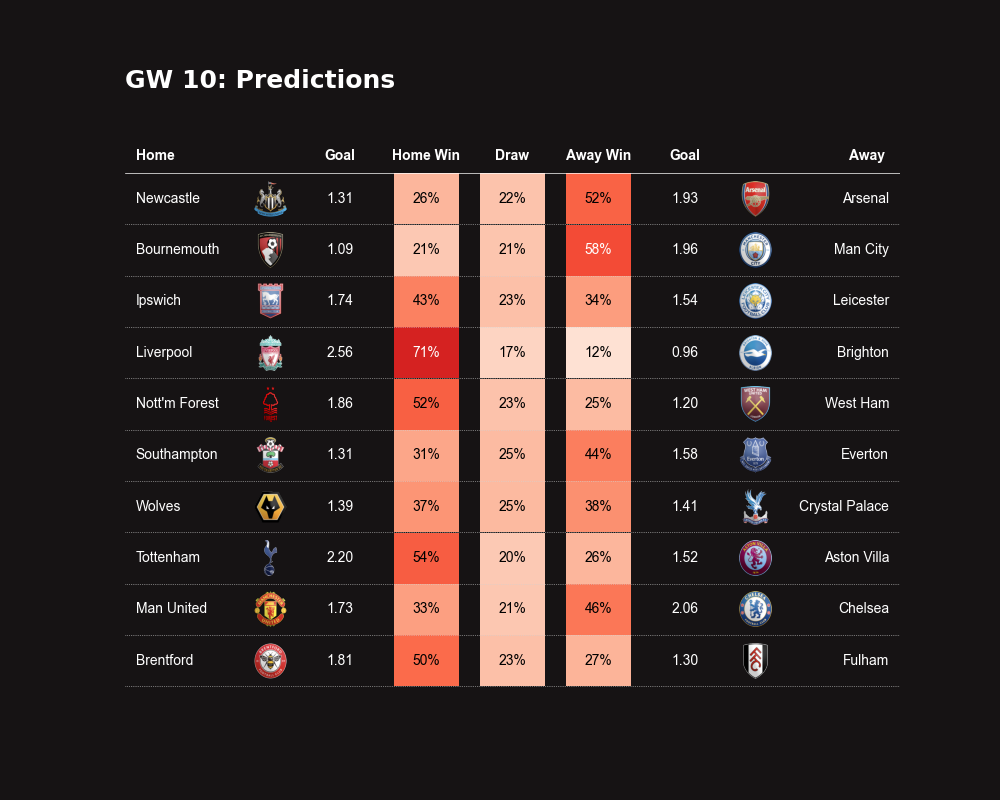 GW 10: Predictions
Home Goal Home Win Draw Away Win Goal Away
Newcastle 1.31 26% 22% 52% 1.93 Arsenal Arsenal
Bournemouth 1.09 21% 21% 58% 1.96 Man City
Ipswich 1.74 43% 23% 34% 1.54 Leicester
Liverpool 2.56 71% 17% 12% 0.96 Brighton
Nott'm Forest 1.86 52% 23% 25% 1.20 West Ham
Southampton 1.31 31% 25% 44% 1.58 Everton Everton
Wolves 1.39 37% 25% 38% 1.41 Crystal Palace
Tottenham 2.20 54% 20% 26% 1.52 Aston Villa
Man United 1.73 33% 21% 46% 2.06 Chelsea
Brentford 1.81 50% 23% 27% 1.30 Fulham